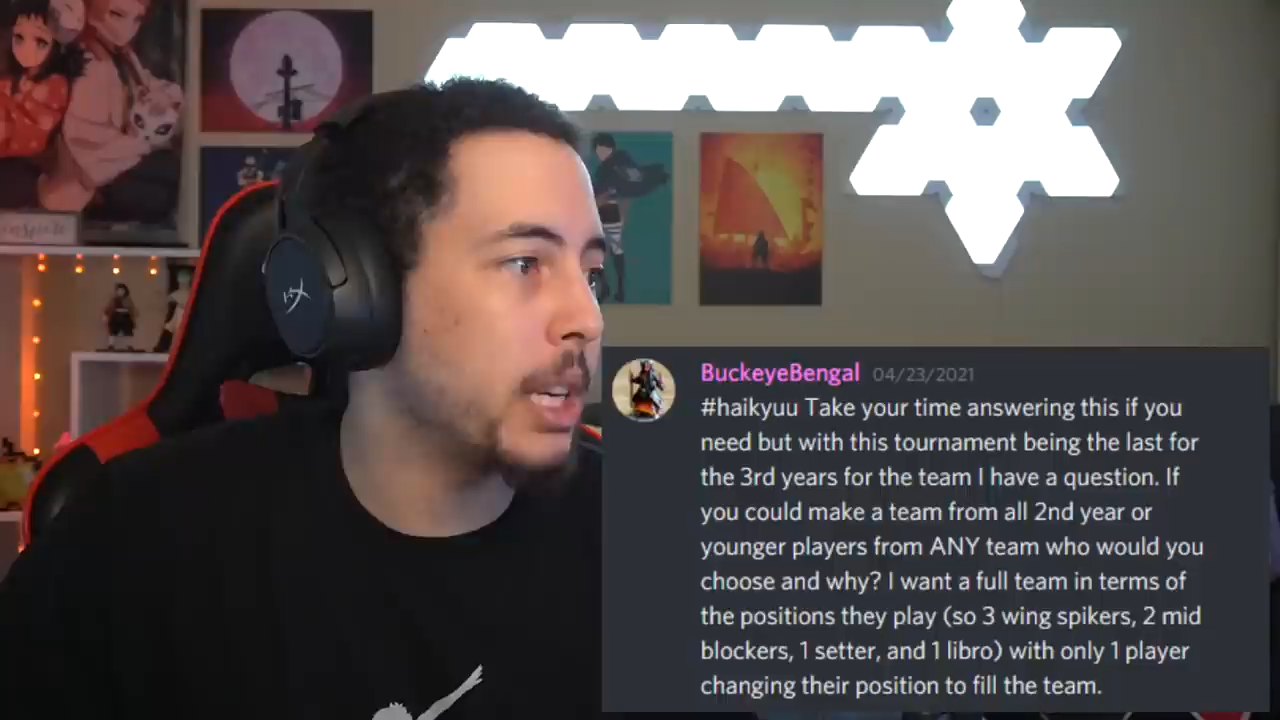 BuckeyeBengal 04/23/2021
#haikyuu Take your time answering this if you
need but with this tournament being the last for
the 3rd years for the team I have a question. If
you could make a team from all 2nd year or
younger players from ANY team who would you
choose and why? I want a full team in terms of
the positions they play (so 3 wing spikers, 2 mid
blockers, 1 setter, and 1 libro) with only 1 player
changing their position to fill the team.